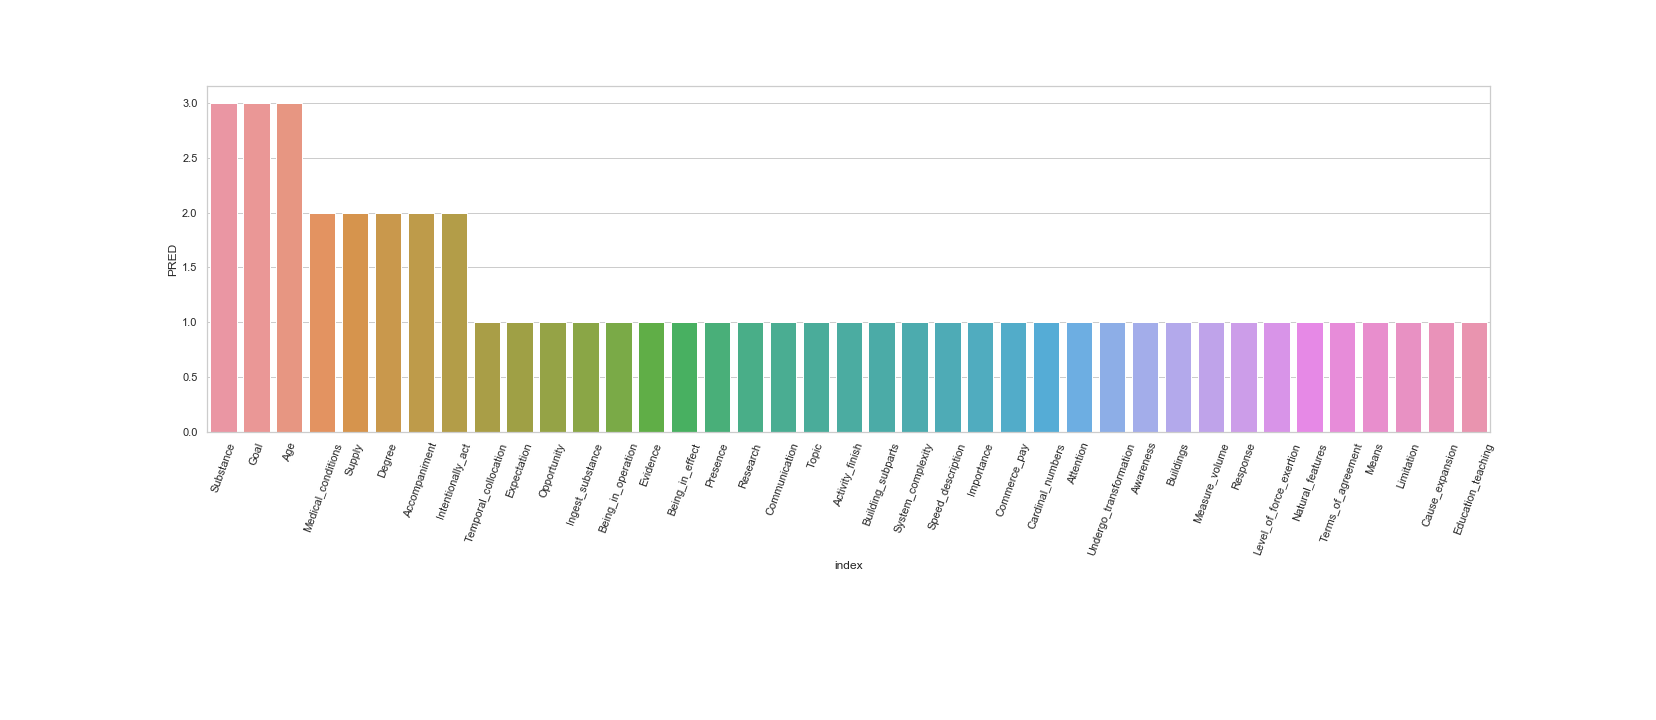 3.0
2.5
2.0
1.5
1.0
0.5
0.0
PRED
Substance
Goal
Age
Medical_conditions
Supply
Degree
Accompaniment
Intentionally_act
Temporal_collocation
Expectation
Opportunity
Ingest_substance
Being_in_operation
Evidence
Being_in_effect
Presence
Research
Communication
Topic
Activity_finish
Building_subparts
System_complexity
Speed_description
Importance
Commerce_pay
Cardinal_numbers
Attention
Undergo_transformation
Awareness
Buildings
Measure_volume
Response
Level_of_force_exertion
Natural_features
Terms_of_agreement
Means
Limitation
Cause_expansion
Education_teaching
index